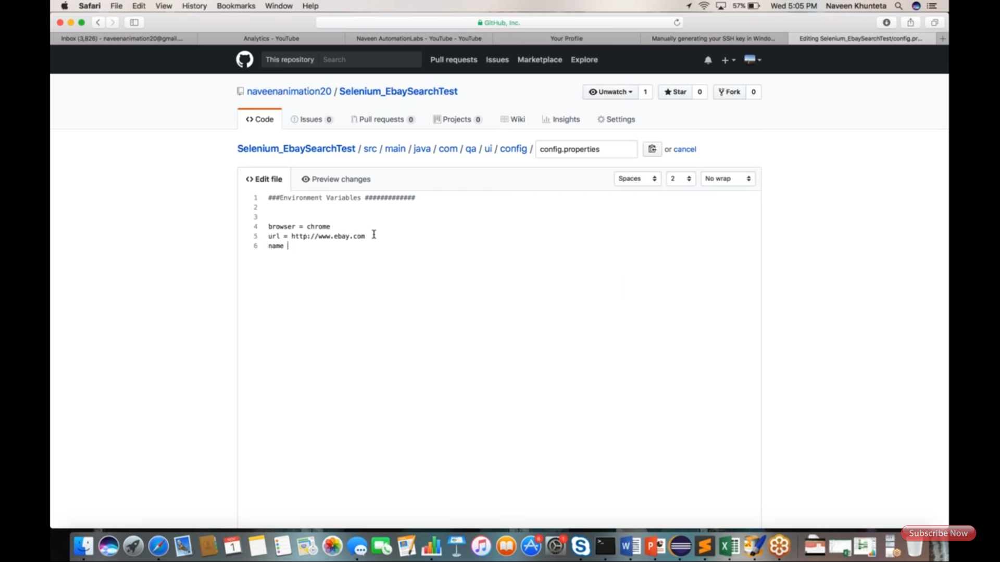 Safari File Edit View History Bookmarks Window Help 57% Wed 5:05 PM Naveen Khunteta
GitHub, Inc.
Inbox (3,826) - naveenanimation20@gmail.... Analytics - YouTube Naveen AutomationLabs - YouTube - YouTube Your Profile Manually generating your SSH key in Windo... Editing Selenium_EbaySearchTest/config.pr...
This repository Search Pull requests Issues Marketplace Explore
naveenanimation20 / Selenium_EbaySearchTest Unwatch 1 Star 0 Fork 0
Code Issues 0 Pull requests 0 Projects 0 Wiki Insights Settings
Selenium_EbaySearchTest / src / main / java / com / qa / ui / config / config.properties or cancel
Edit file Preview changes Spaces 2 No wrap
1 ###Environment Variables #############
2
3
4 browser = chrome
5 url = http://www.ebay.com
6 name
NOV
1
Subscribe Now